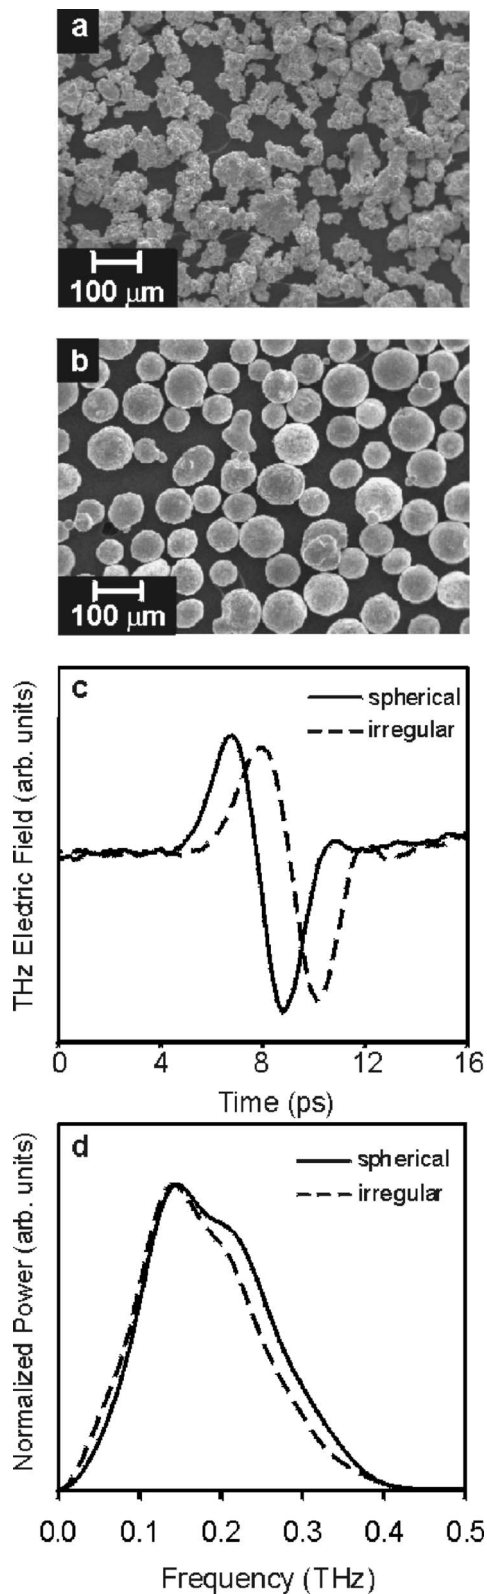 a
100 μm
b
100 μm
c
spherical
irregular
THz Electric Field (arb. units)
0 4 8 12 16
Time (ps)
d
spherical
irregular
Normalized Power (arb. units)
0.0 0.1 0.2 0.3 0.4 0.5
Frequency (THz)